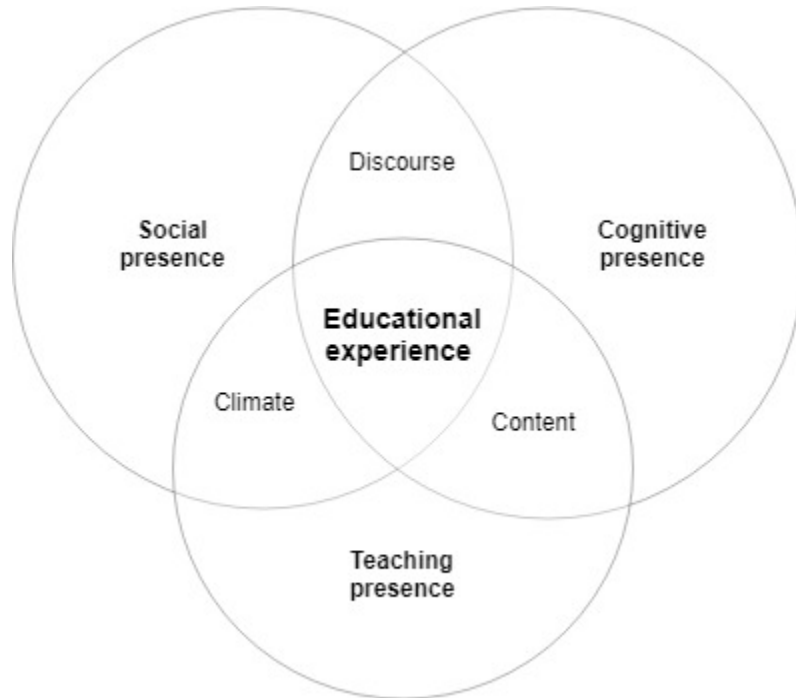 Discourse
Social
presence
Cognitive
presence
Educational
experience
Climate
Content
Teaching
presence